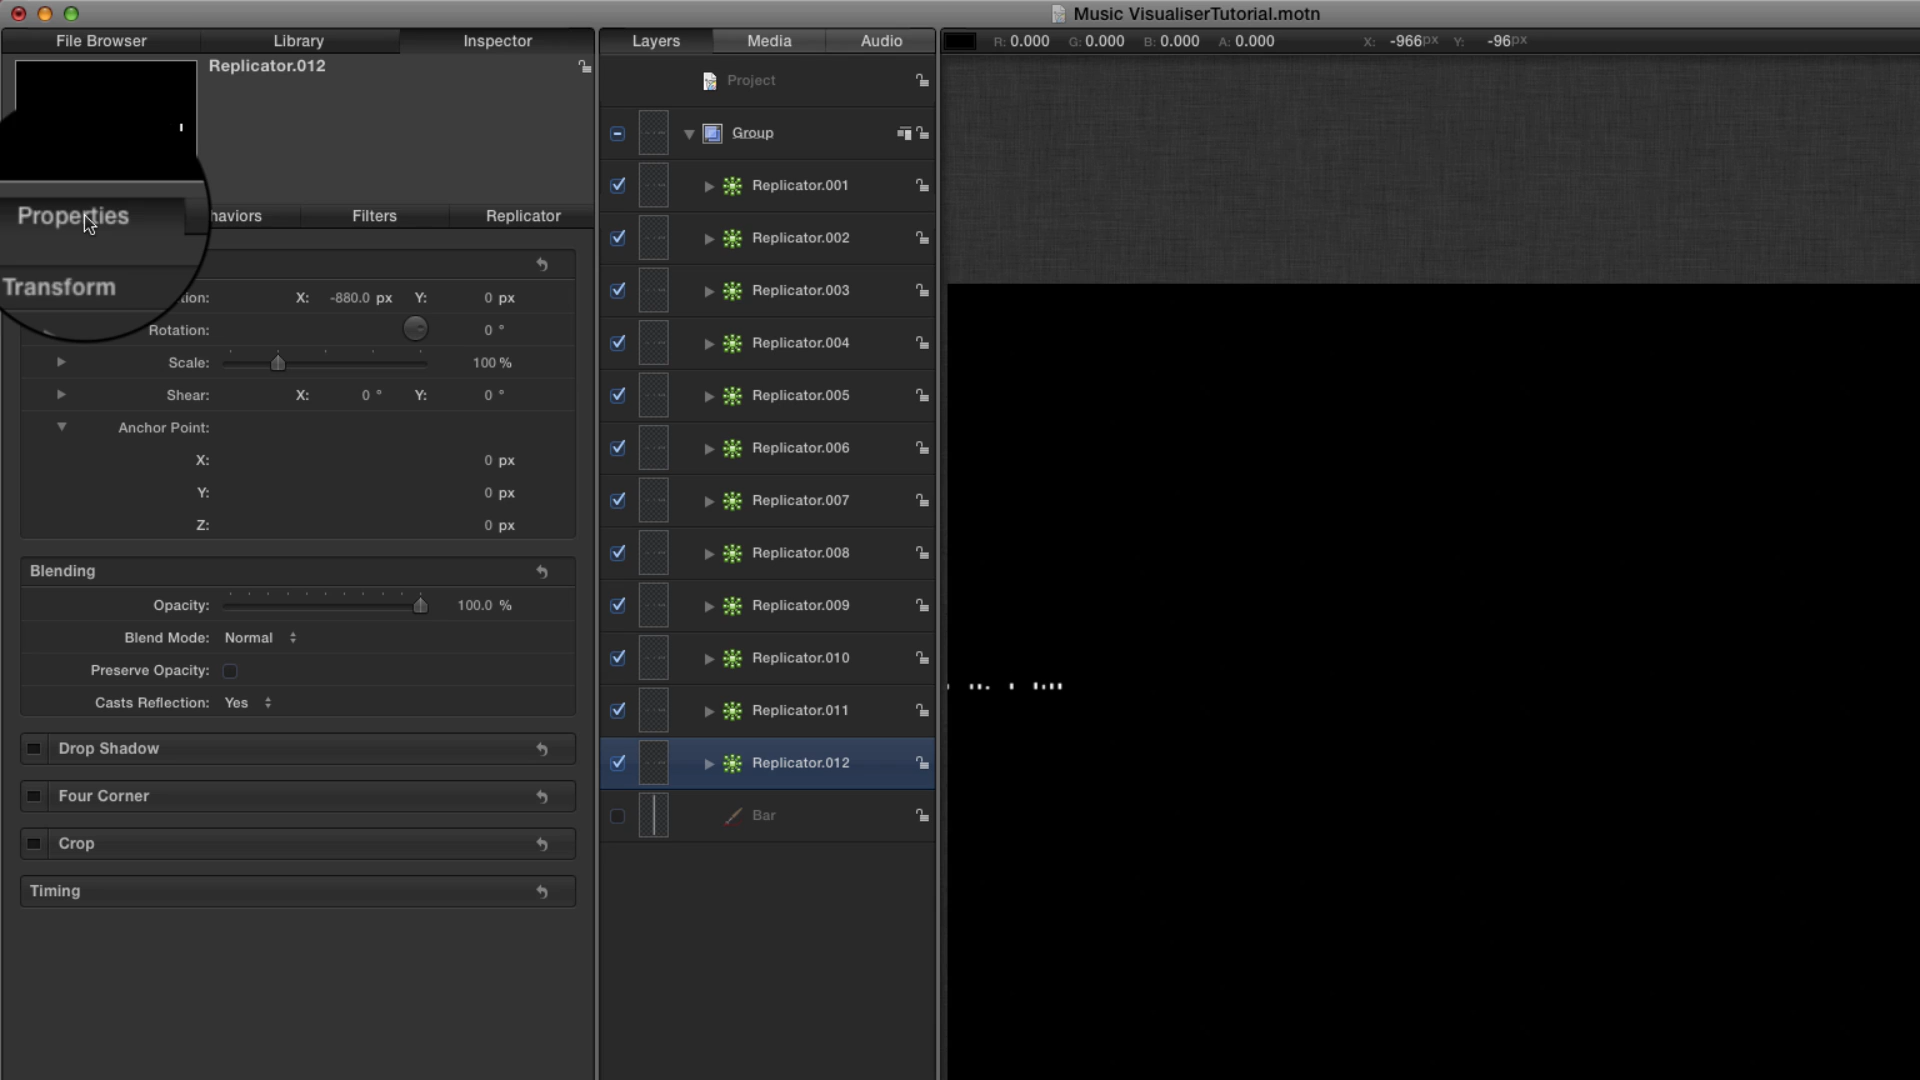 Music VisualiserTutorial.motn
File Browser Library Inspector
Layers Media Audio
R: 0.000 G: 0.000 B: 0.000 A: 0.000 X: -966px Y: -96px
Replicator.012
Properties haviors Filters Replicator
Transform
tion: X: -880.0 px Y: 0 px
Rotation: 0 °
Scale: 100 %
Shear: X: 0 ° Y: 0 °
Anchor Point:
X: 0 px
Y: 0 px
Z: 0 px
Blending
Opacity: 100.0 %
Blend Mode: Normal
Preserve Opacity:
Casts Reflection: Yes
Drop Shadow
Four Corner
Crop
Timing
Project
Group
Replicator.001
Replicator.002
Replicator.003
Replicator.004
Replicator.005
Replicator.006
Replicator.007
Replicator.008
Replicator.009
Replicator.010
Replicator.011
Replicator.012
Bar